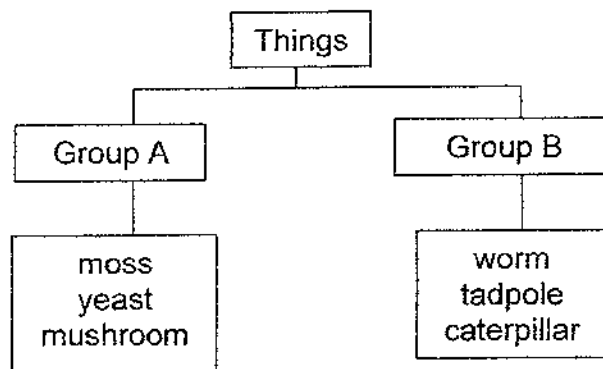 Things
Group A
Group B
moss
yeast
mushroom
worm
tadpole
caterpillar